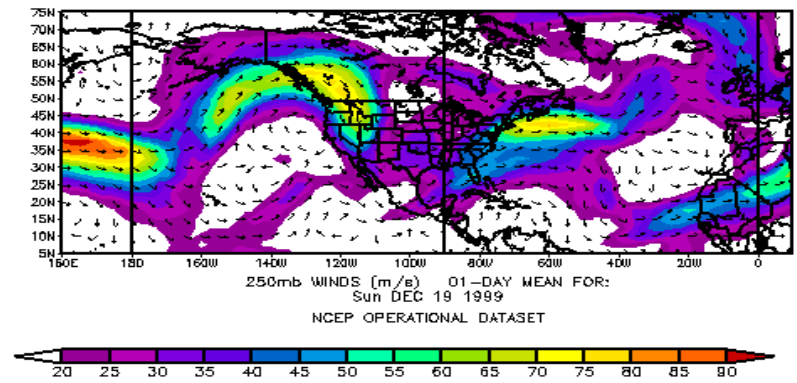 75N
70N
65N
60N
55N
50N
45N
40N
35N
30N
25N
20N
15N
10N
5N
160E 180 160W 140W 120W 100W 80W 60W 40W 20W 0
250mb WINDS (m/s) 01-DAY MEAN FOR:
Sun DEC 19 1999
NCEP OPERATIONAL DATASET
20 25 30 35 40 45 50 55 60 65 70 75 80 85 90